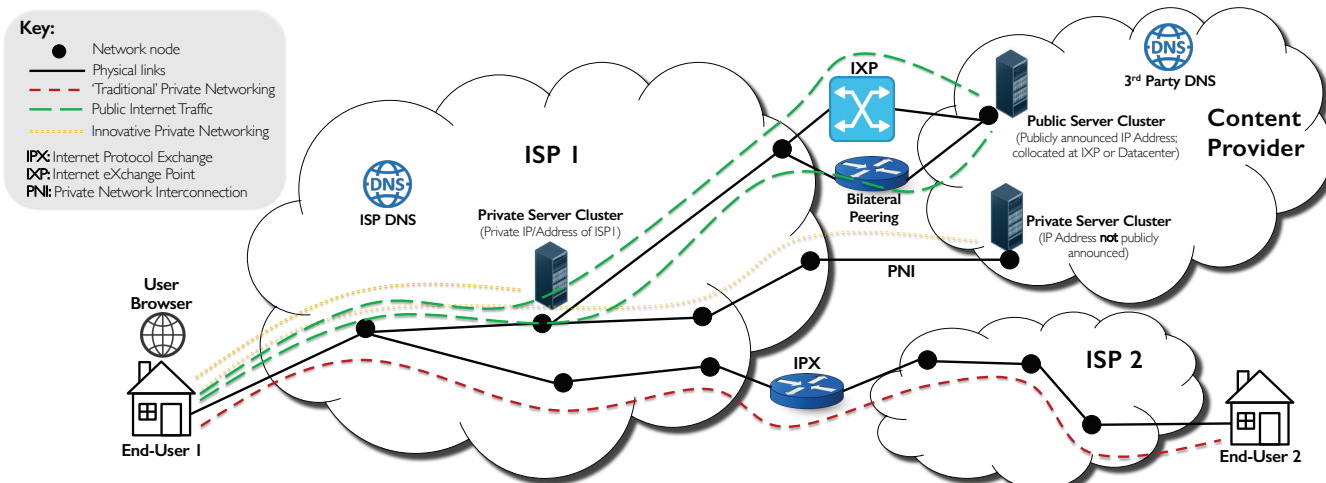 Key:
Network node
Physical links
'Traditional' Private Networking
Public Internet Traffic
Innovative Private Networking
IPX: Internet Protocol Exchange
IXP: Internet eXchange Point
PNI: Private Network Interconnection
ISP 1
DNS
ISP DNS
Private Server Cluster
(Private IP/Address of ISP1)
User
Browser
End-User 1
IXP
Bilateral
Peering
PNI
IPX
DNS
3rd Party DNS
Public Server Cluster
(Publicly announced IP Address;
collocated at IXP or Datacenter)
Content
Provider
Private Server Cluster
(IP Address not publicly
announced)
ISP 2
End-User 2